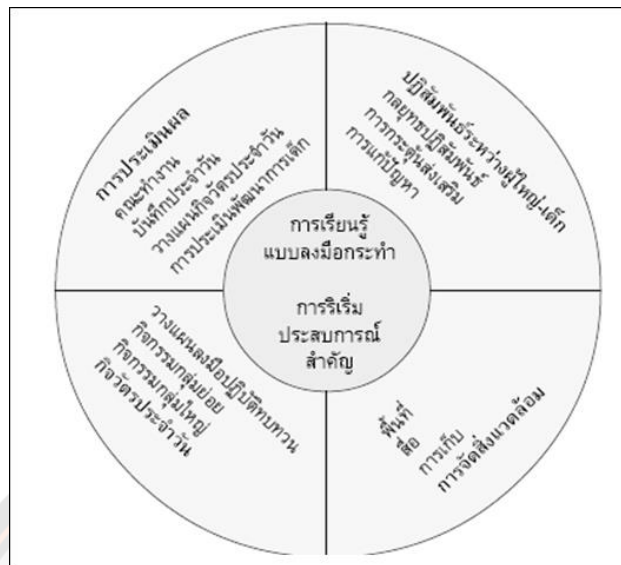 การประเมินผล
คณะทำงาน
บันทึกประจำวัน
วางแผนกิจวัตรประจำวัน
การประเมินพัฒนาการเด็ก
ปฏิสัมพันธ์ระหว่างผู้ใหญ่-เด็ก
กลยุทธปฏิสัมพันธ์
การกระตุ้นส่งเสริม
การแก้ปัญหา
การเรียนรู้
แบบลงมือกระทำ
การริเริ่ม
ประสบการณ์
สำคัญ
วางแผนลงมือปฏิบัติทบทวน
กิจกรรมกลุ่มย่อย
กิจกรรมกลุ่มใหญ่
กิจวัตรประจำวัน
พื้นที่
สื่อ
การเก็บ
การจัดสิ่งแวดล้อม